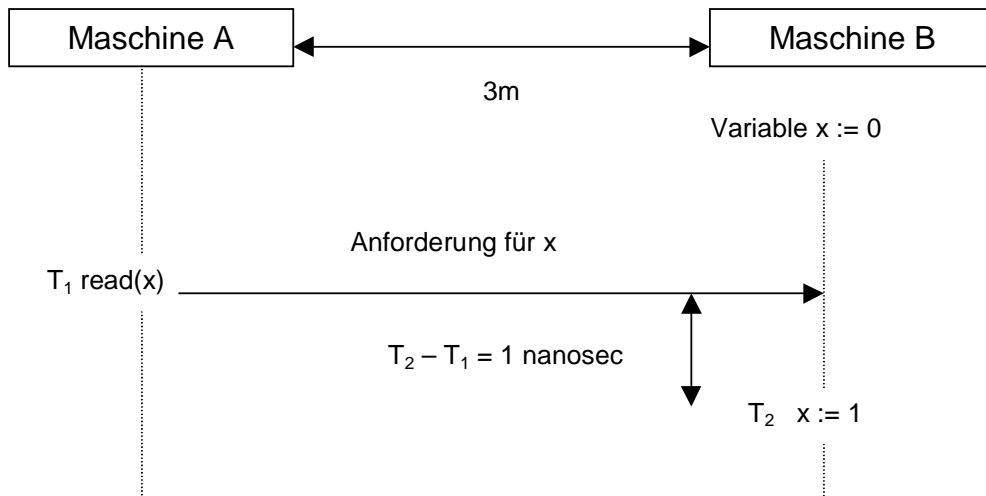 Maschine A
Maschine B
3m
Variable x := 0
Anforderung für x
T₁ read(x)
T₂ – T₁ = 1 nanosec
T₂ x := 1